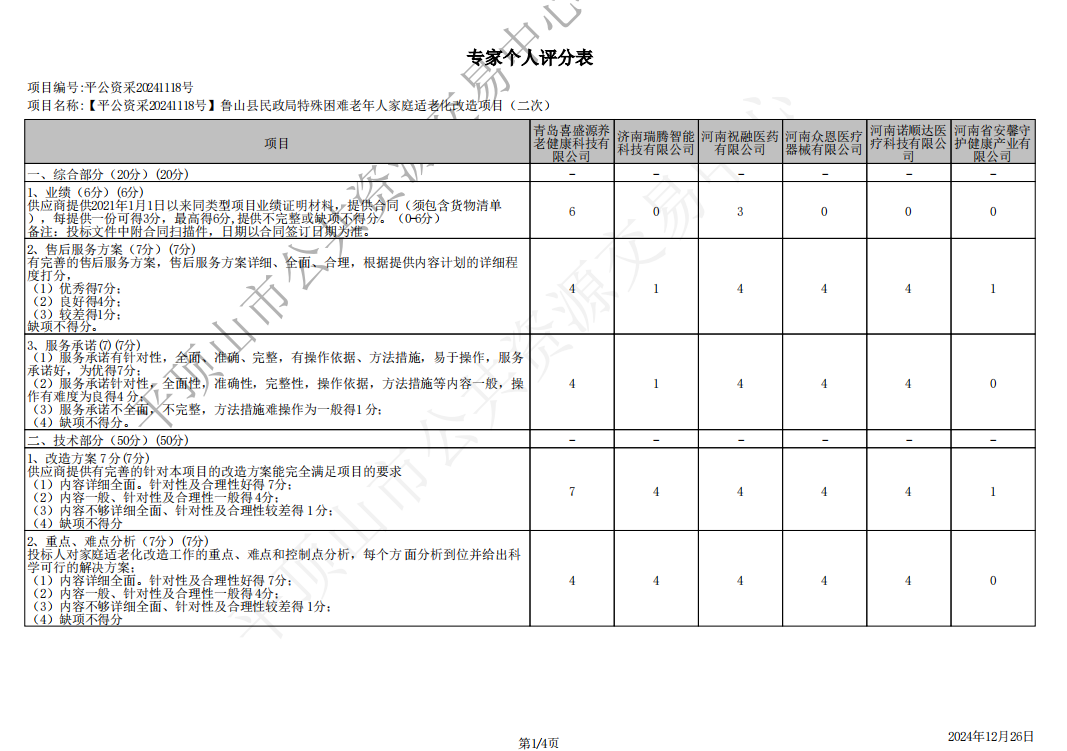 专家个人评分表
项目编号:平公资采20241118号
项目名称:【平公资采20241118号】鲁山县民政局特殊困难老年人家庭适老化改造项目（二次）
项目 青岛喜盛源养老健康科技有限公司 济南瑞腾智能科技有限公司 河南祝融医药有限公司 河南众恩医疗器械有限公司 河南诺顺达医疗科技有限公司 河南省安馨守护健康产业有限公司
一、综合部分（20分）(20分) - - - - - -
1、业绩（6分）(6分)
供应商提供2021年1月1日以来同类型项目业绩证明材料，提供合同（须包含货物清单
），每提供一份可得3分，最高得6分,提供不完整或缺项不得分。（0-6分）
备注：投标文件中附合同扫描件，日期以合同签订日期为准。
6 0 3 0 0 0
2、售后服务方案（7分）(7分)
有完善的售后服务方案，售后服务方案详细、全面、合理，根据提供内容计划的详细程
度打分，
（1）优秀得7分；
（2）良好得4分；
（3）较差得1分；
缺项不得分。
4 1 4 4 4 1
3、服务承诺(7)(7分)
（1）服务承诺有针对性，全面、准确、完整，有操作依据、方法措施，易于操作，服务
承诺好，为优得7分；
（2）服务承诺针对性，全面性，准确性，完整性，操作依据，方法措施等内容一般，操
作有难度为良得4 分；
（3）服务承诺不全面，不完整，方法措施难操作为一般得1 分；
（4）缺项不得分。
4 1 4 4 4 0
二、技术部分（50分）(50分) - - - - - -
1、改造方案 7 分(7分)
供应商提供有完善的针对本项目的改造方案能完全满足项目的要求
（1）内容详细全面。针对性及合理性好得 7分；
（2）内容一般、针对性及合理性一般得 4分；
（3）内容不够详细全面、针对性及合理性较差得 1分；
（4）缺项不得分
7 4 4 4 4 1
2、重点、难点分析（7分）(7分)
投标人对家庭适老化改造工作的重点、难点和控制点分析，每个方面分析到位并给出科
学可行的解决方案；
（1）内容详细全面。针对性及合理性好得 7分；
（2）内容一般、针对性及合理性一般得 4分；
（3）内容不够详细全面、针对性及合理性较差得 1分；
（4）缺项不得分
4 4 4 4 4 0
平顶山市公共资源交易中心
平顶山市公共资源交易中心
第1/4页
2024年12月26日